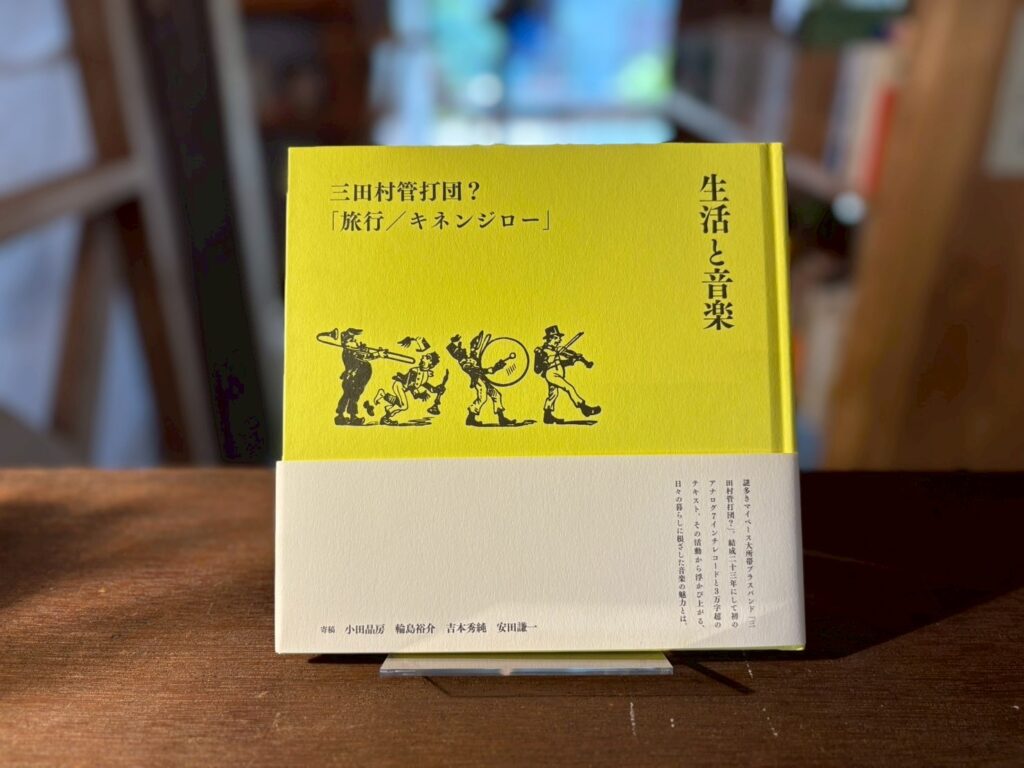 三田村管打団？
「旅行／キネンジロー」
生活と音楽
謎多きマイペース大所帯ブラスバンド「三
田村管打団？」、結成二十三年にして初の
アナログ7インチレコードと3万字超の
テキスト。その活動から浮かび上がる、
日々の暮らしに根ざした音楽の魅力とは。
寄稿 小田晶房 輪島裕介 吉本秀純 安田謙一